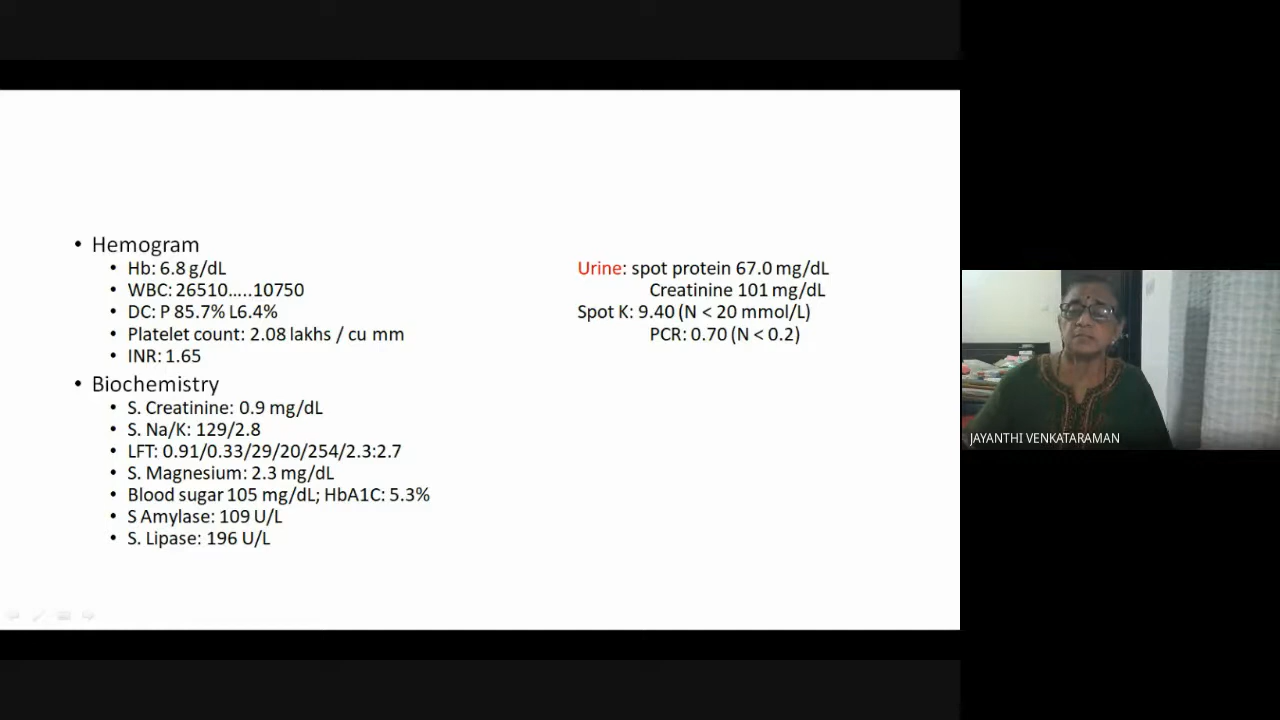 • Hemogram
• Hb: 6.8 g/dL
• WBC: 26510.....10750
• DC: P 85.7% L6.4%
• Platelet count: 2.08 lakhs / cu mm
• INR: 1.65
• Biochemistry
• S. Creatinine: 0.9 mg/dL
• S. Na/K: 129/2.8
• LFT: 0.91/0.33/29/20/254/2.3:2.7
• S. Magnesium: 2.3 mg/dL
• Blood sugar 105 mg/dL; HbA1C: 5.3%
• S Amylase: 109 U/L
• S. Lipase: 196 U/L
Urine: spot protein 67.0 mg/dL
Creatinine 101 mg/dL
Spot K: 9.40 (N < 20 mmol/L)
PCR: 0.70 (N < 0.2)
JAYANTHI VENKATARAMAN